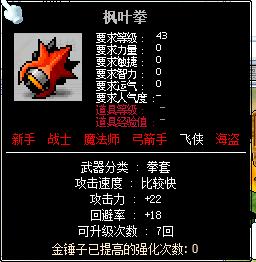 枫叶拳
要求等级： 43
要求力量： 0
要求敏捷： 0
要求智力： 0
要求运气： 0
要求人气度： -
道具等级： -
道具经验值： -
新手 战士 魔法师 弓箭手 飞侠 海盗
武器分类： 拳套
攻击速度： 比较快
攻击力： +22
回避率： +18
可升级次数： 7回
金锤子已提高的强化次数: 0